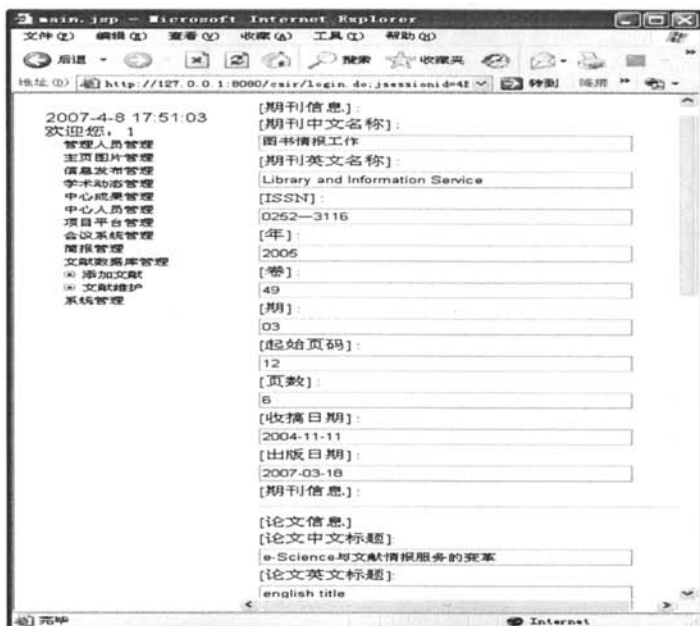 main.jsp - Microsoft Internet Explorer
文件(F) 编辑(E) 查看(V) 收藏(A) 工具(T) 帮助(H)
后退 搜索 收藏夹
地址(D) http://127.0.0.1:8080/csir/login.do;jsessionid=4E 转到 链接 »
2007-4-8 17:51:03
欢迎您，1
管理人员管理
主页图片管理
信息发布管理
学术动态管理
中心成果管理
中心人员管理
项目平台管理
会议系统管理
简报管理
文献数据库管理
添加文献
文献维护
系统管理
[期刊信息]:
[期刊中文名称]:
图书情报工作
[期刊英文名称]:
Library and Information Service
[ISSN]:
0252—3116
[年]:
2005
[卷]:
49
[期]:
03
[起始页码]:
12
[页数]:
6
[收稿日期]:
2004-11-11
[出版日期]:
2007-03-18
[期刊信息]:
[论文信息]
[论文中文标题]:
e-Science与文献情报服务的变革
[论文英文标题]:
english title
完毕 Internet